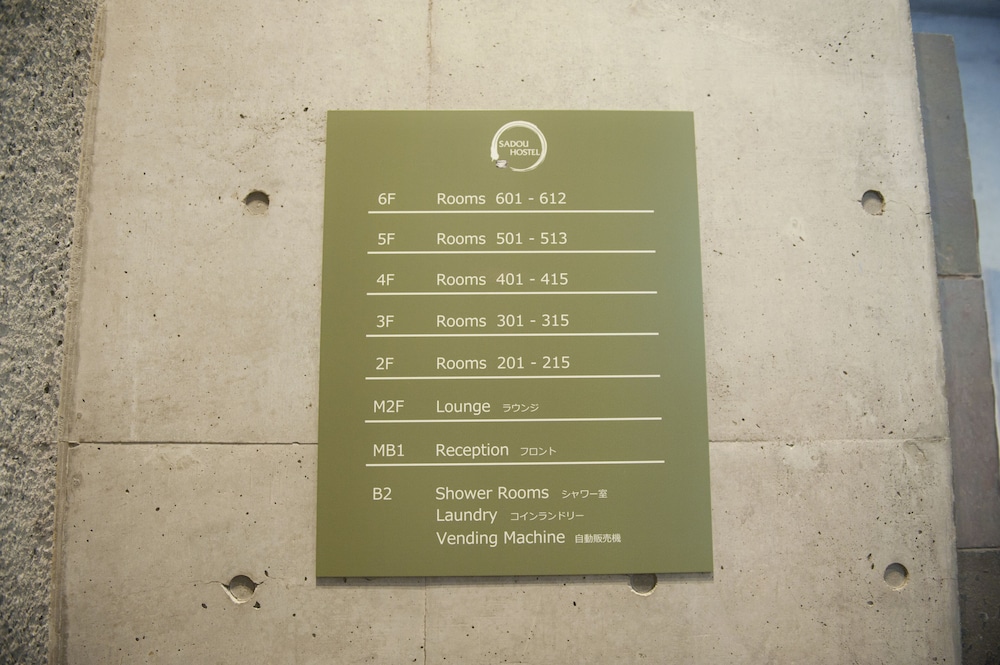 SADOU
HOSTEL
6F Rooms 601 - 612
5F Rooms 501 - 513
4F Rooms 401 - 415
3F Rooms 301 - 315
2F Rooms 201 - 215
M2F Lounge ラウンジ
MB1 Reception フロント
B2 Shower Rooms シャワー室
Laundry コインランドリー
Vending Machine 自動販売機